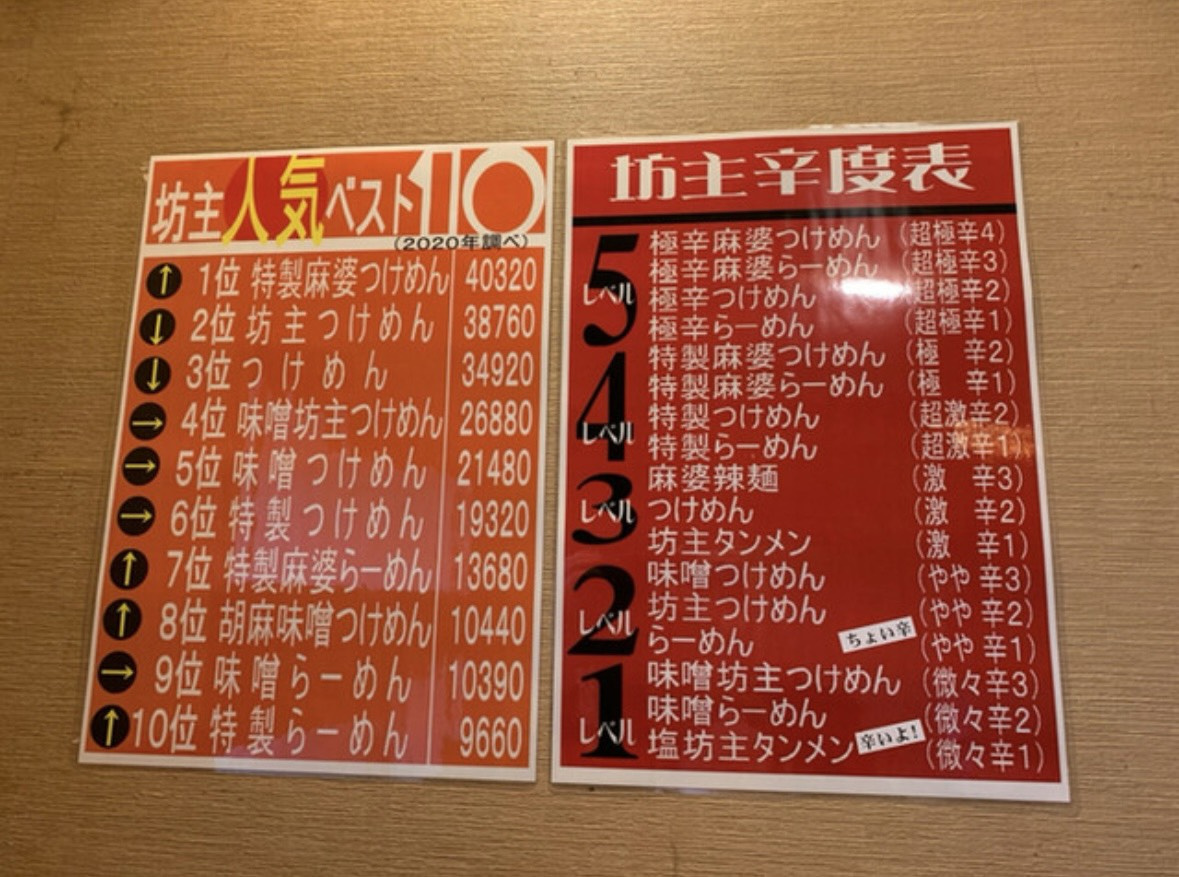 坊主人気ベスト10
(2020年調べ)
↑ 1位 特製麻婆つけめん 40320
↓ 2位 坊主つけめん 38760
↓ 3位 つけめん 34920
→ 4位 味噌坊主つけめん 26880
→ 5位 味噌つけめん 21480
→ 6位 特製つけめん 19320
↑ 7位 特製麻婆らーめん 13680
↑ 8位 胡麻味噌つけめん 10440
→ 9位 味噌らーめん 10390
↑ 10位 特製らーめん 9660
坊主辛度表
5レベル
極辛麻婆つけめん (超極辛4)
極辛麻婆らーめん (超極辛3)
極辛つけめん (超極辛2)
極辛らーめん (超極辛1)
4レベル
特製麻婆つけめん (極 辛2)
特製麻婆らーめん (極 辛1)
特製つけめん (超激辛2)
特製らーめん (超激辛1)
3レベル
麻婆辣麺 (激 辛3)
つけめん (激 辛2)
坊主タンメン (激 辛1)
2レベル
味噌つけめん (やや 辛3)
坊主つけめん (やや 辛2)
らーめん ちょい辛 (やや 辛1)
1レベル
味噌坊主つけめん (微々辛3)
味噌らーめん (微々辛2)
塩坊主タンメン 辛いよ! (微々辛1)